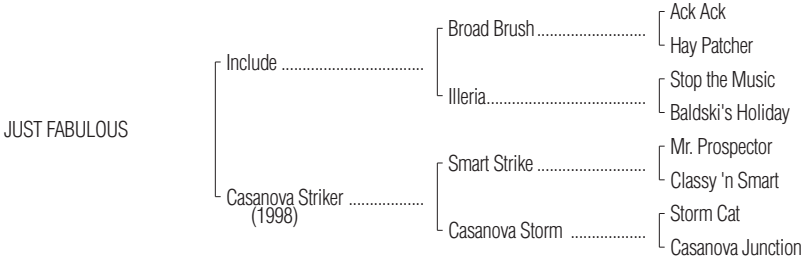 Ack Ack
Broad Brush ..........................
Hay Patcher
Include ..................................
Stop the Music
Illeria......................................
Baldski's Holiday
JUST FABULOUS
Mr. Prospector
Smart Strike ..........................
Classy 'n Smart
Casanova Striker ..................
(1998)
Storm Cat
Casanova Storm ..................
Casanova Junction